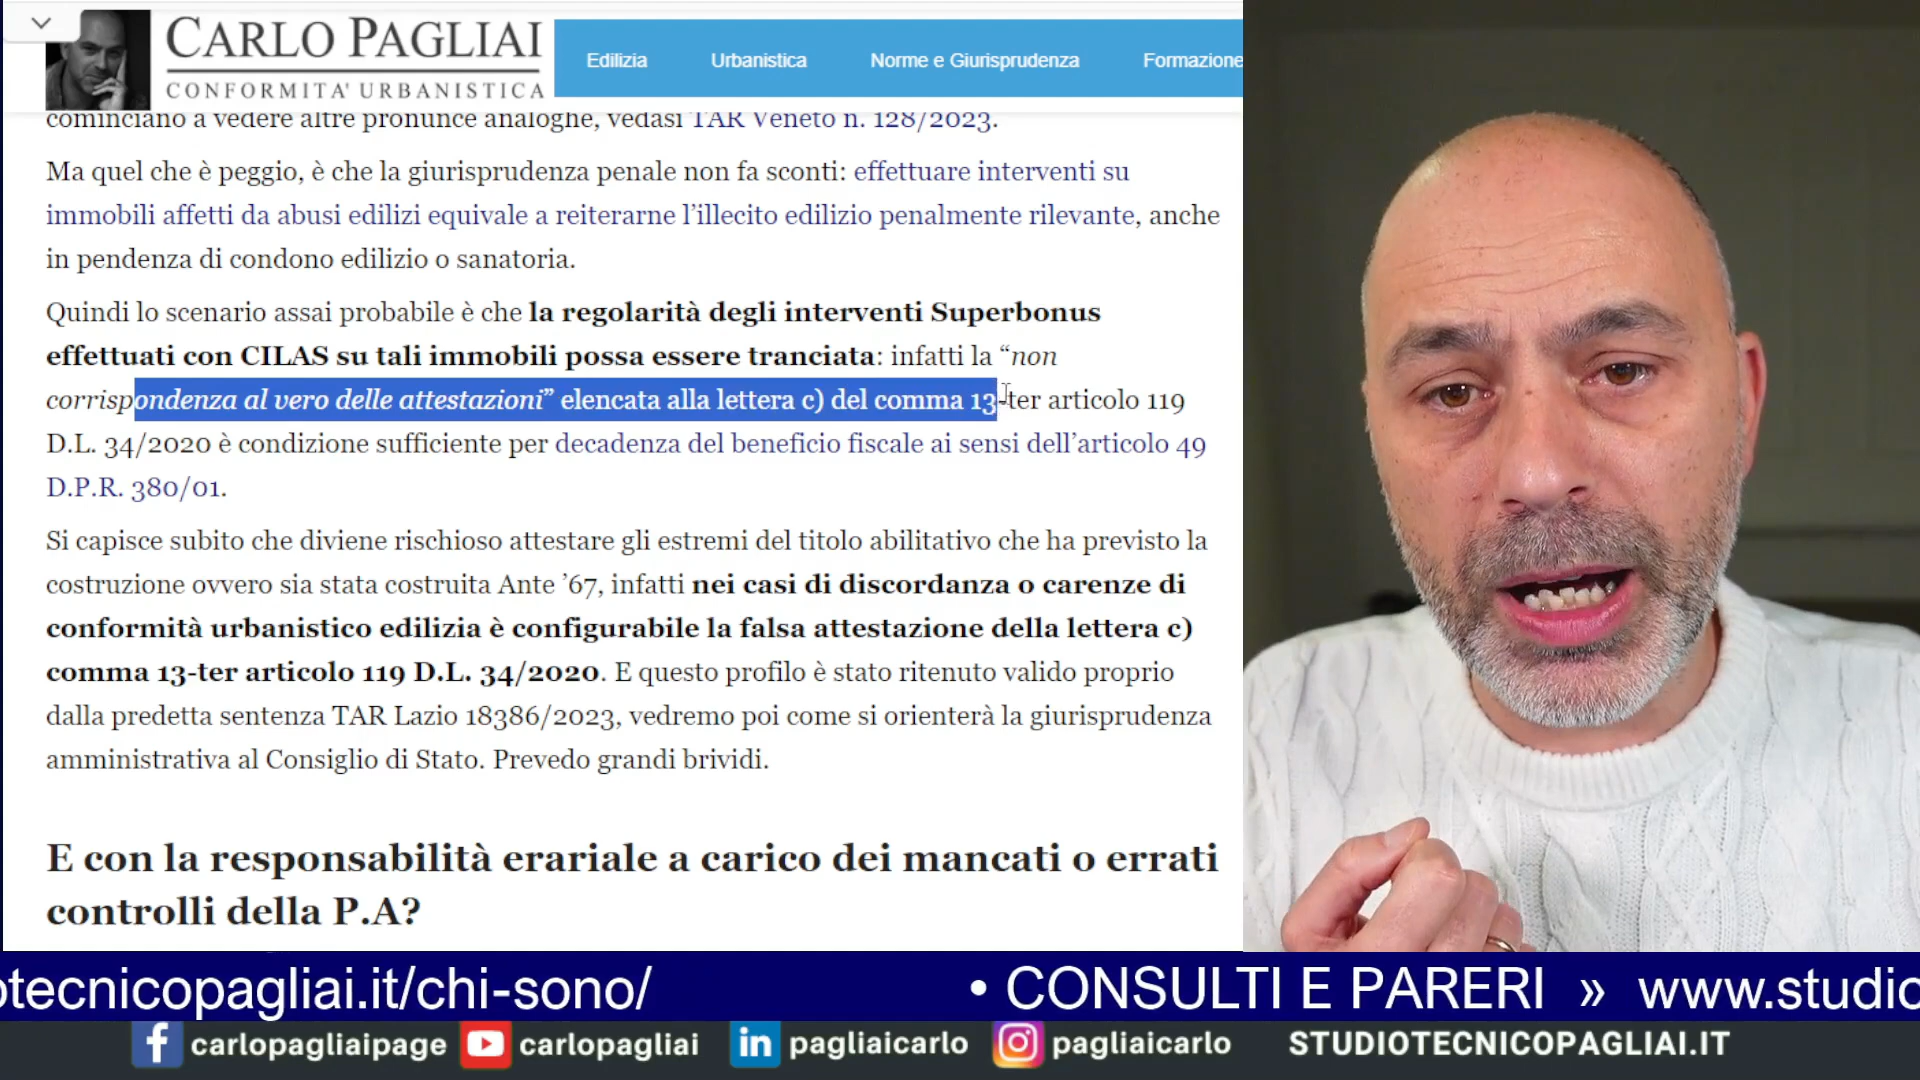 CARLO PAGLIAI
CONFORMITA' URBANISTICA
Edilizia Urbanistica Norme e Giurisprudenza Formazione
cominciano a vedere altre pronunce analoghe, vedasi TAR Veneto n. 128/2023.
Ma quel che è peggio, è che la giurisprudenza penale non fa sconti: effettuare interventi su
immobili affetti da abusi edilizi equivale a reiterarne l’illecito edilizio penalmente rilevante, anche
in pendenza di condono edilizio o sanatoria.
Quindi lo scenario assai probabile è che la regolarità degli interventi Superbonus
effettuati con CILAS su tali immobili possa essere tranciata: infatti la “non
corrispondenza al vero delle attestazioni” elencata alla lettera c) del comma 13-ter articolo 119
D.L. 34/2020 è condizione sufficiente per decadenza del beneficio fiscale ai sensi dell’articolo 49
D.P.R. 380/01.
Si capisce subito che diviene rischioso attestare gli estremi del titolo abilitativo che ha previsto la
costruzione ovvero sia stata costruita Ante ’67, infatti nei casi di discordanza o carenze di
conformità urbanistico edilizia è configurabile la falsa attestazione della lettera c)
comma 13-ter articolo 119 D.L. 34/2020. E questo profilo è stato ritenuto valido proprio
dalla predetta sentenza TAR Lazio 18386/2023, vedremo poi come si orienterà la giurisprudenza
amministrativa al Consiglio di Stato. Prevedo grandi brividi.
E con la responsabilità erariale a carico dei mancati o errati
controlli della P.A?
otecnicopagliai.it/chi-sono/ • CONSULTI E PARERI » www.studio
carlopagliaipage carlopagliai in pagliaicarlo pagliaicarlo STUDIOTECNICOPAGLIAI.IT